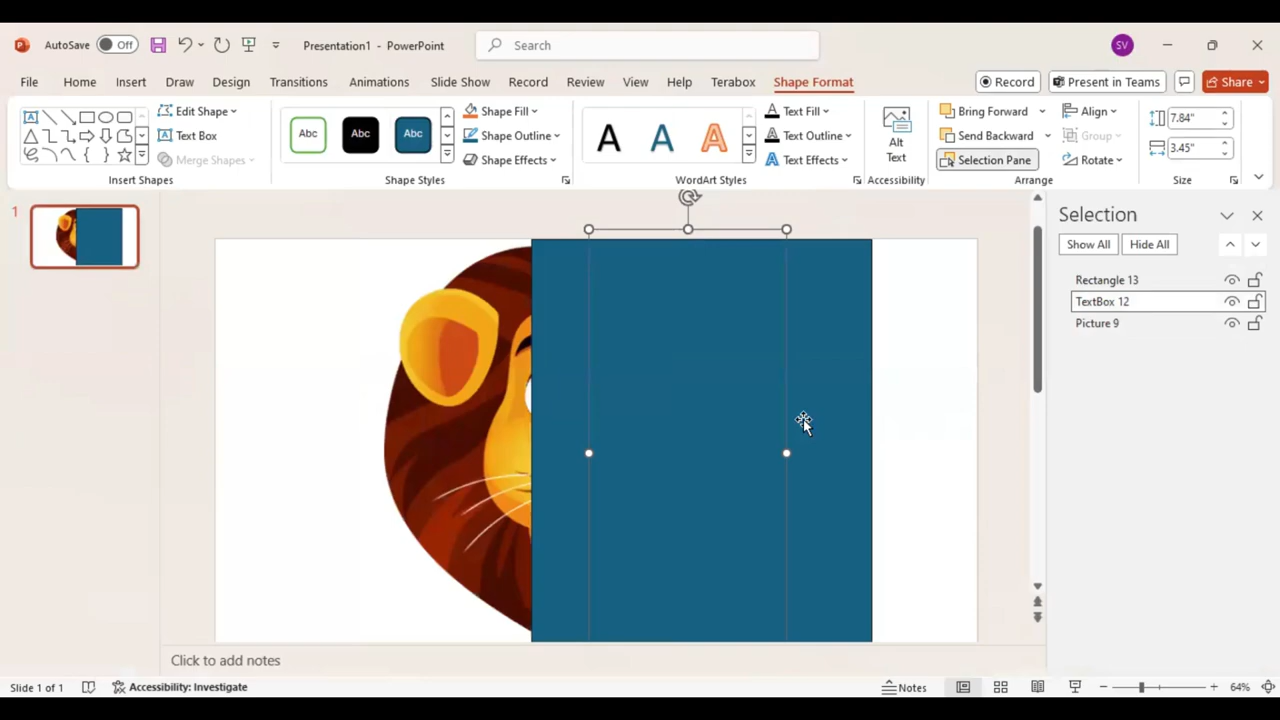 AutoSave Off Presentation1 - PowerPoint Search SV
File Home Insert Draw Design Transitions Animations Slide Show Record Review View Help Terabox Shape Format Record Present in Teams Share
Edit Shape Text Box Merge Shapes
Insert Shapes
Abc Abc Abc
Shape Fill
Shape Outline
Shape Effects
Shape Styles
A A A
Text Fill
Text Outline
Text Effects
WordArt Styles
Alt
Text
Accessibility
Bring Forward Align
Send Backward Group
Selection Pane Rotate
Arrange
7.84"
3.45"
Size
1
Selection
Show All Hide All
Rectangle 13
TextBox 12
Picture 9
Click to add notes
Slide 1 of 1 Accessibility: Investigate Notes 64%